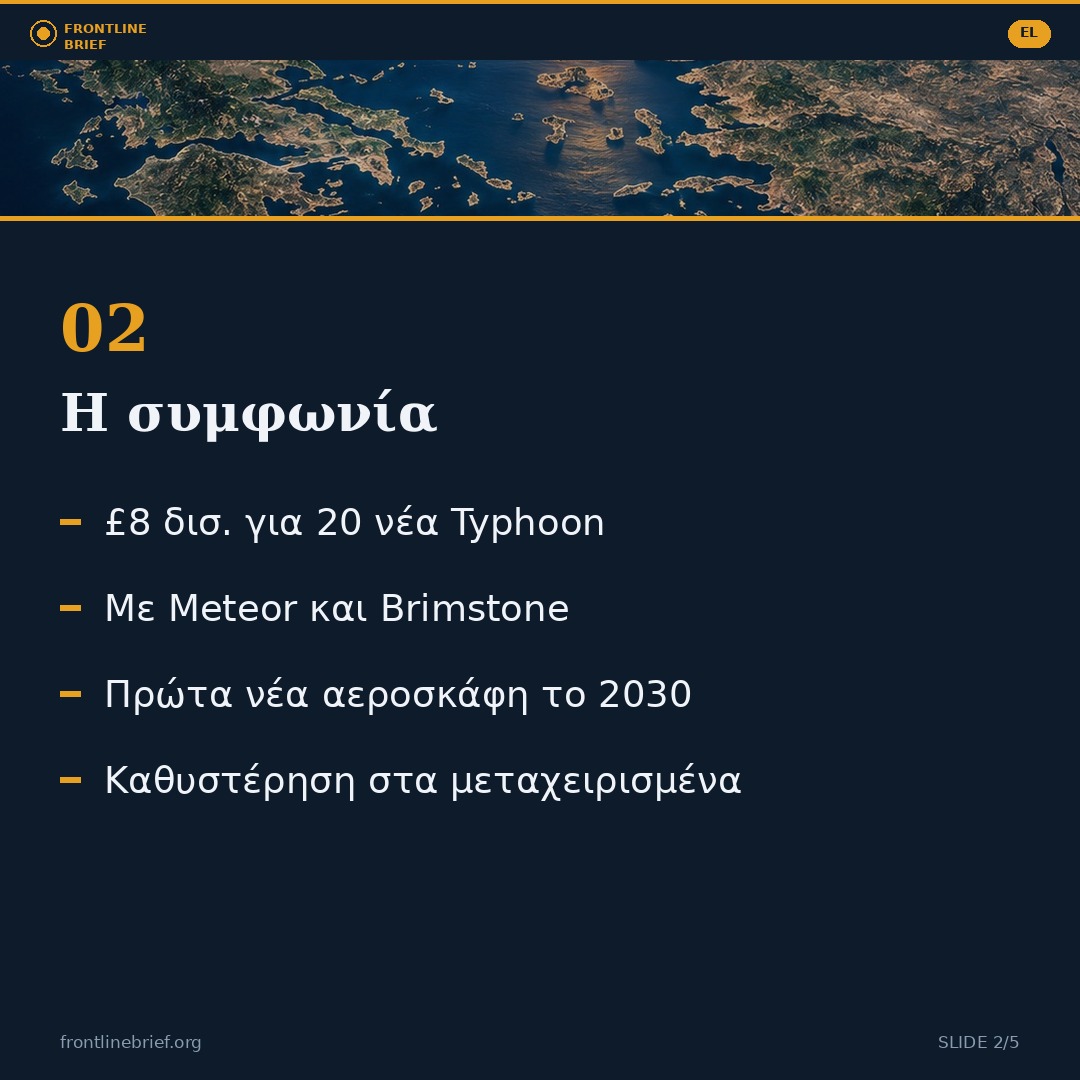 FRONTLINE
BRIEF
EL
02
Η συμφωνία
£8 δισ. για 20 νέα Typhoon
Με Meteor και Brimstone
Πρώτα νέα αεροσκάφη το 2030
Καθυστέρηση στα μεταχειρισμένα
frontlinebrief.org
SLIDE 2/5